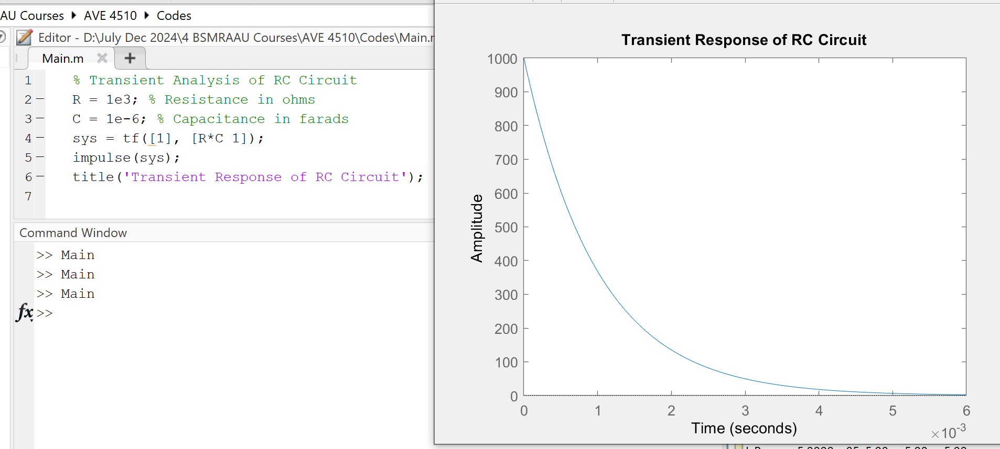 AU Courses ▶ AVE 4510 ▶ Codes
Editor - D:\July Dec 2024\4 BSMRAAU Courses\AVE 4510\Codes\Main.
Main.m
1 % Transient Analysis of RC Circuit
2 R = 1e3; % Resistance in ohms
3 C = 1e-6; % Capacitance in farads
4 sys = tf([1], [R*C 1]);
5 impulse(sys);
6 title('Transient Response of RC Circuit');
7
Command Window
>> Main
>> Main
>> Main
fx >>
Transient Response of RC Circuit
1000
900
800
700
600
500
400
300
200
100
0
Amplitude
0 1 2 3 4 5 6
Time (seconds)
×10-3